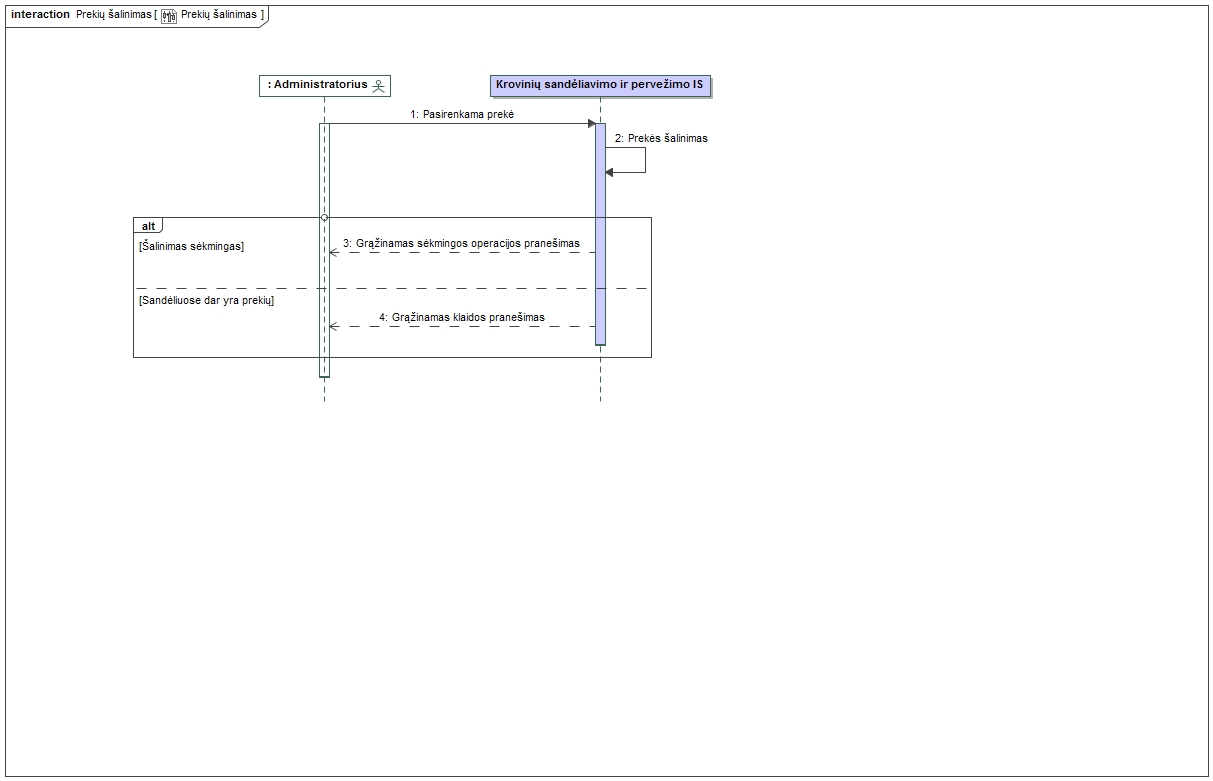 interaction Prekių šalinimas [ Prekių šalinimas ]
: Administratorius
Krovinių sandėliavimo ir pervežimo IS
1: Pasirenkama prekė
2: Prekės šalinimas
alt
[Šalinimas sėkmingas]
3: Grąžinamas sėkmingos operacijos pranešimas
[Sandėliuose dar yra prekių]
4: Grąžinamas klaidos pranešimas